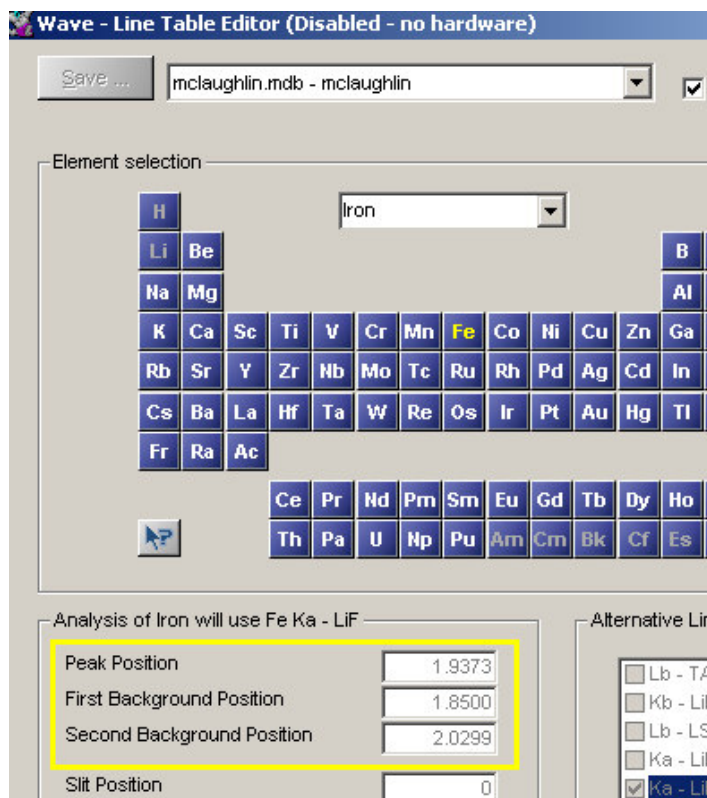 Wave - Line Table Editor (Disabled - no hardware)
Save ...
mclaughlin.mdb - mclaughlin
Element selection
H
Iron
Li Be B
Na Mg Al
K Ca Sc Ti V Cr Mn Fe Co Ni Cu Zn Ga
Rb Sr Y Zr Nb Mo Tc Ru Rh Pd Ag Cd In
Cs Ba La Hf Ta W Re Os Ir Pt Au Hg Tl
Fr Ra Ac
Ce Pr Nd Pm Sm Eu Gd Tb Dy Ho
?
Th Pa U Np Pu Am Cm Bk Cf Es
Analysis of Iron will use Fe Ka - LiF
Alternative Lin
Peak Position 1.9373
First Background Position 1.8500
Second Background Position 2.0299
Slit Position 0
Lb - TA
Kb - LiF
Lb - LS
Ka - LiF
Ka - LiF